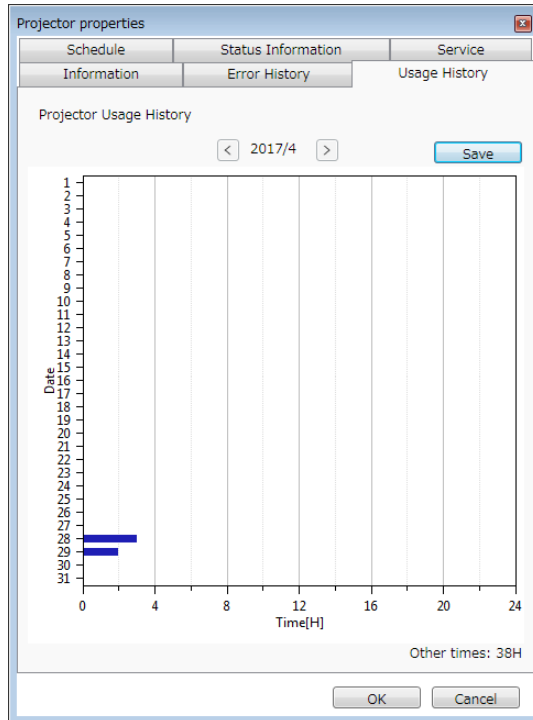 Projector properties
x
Schedule Status Information Service
Information Error History Usage History
Projector Usage History
< 2017/4 >
Save
1
2
3
4
5
6
7
8
9
10
11
12
13
14
15
16
17
18
19
20
21
22
23
24
25
26
27
28
29
30
31
Date
0 4 8 12 16 20 24
Time[H]
Other times: 38H
OK Cancel